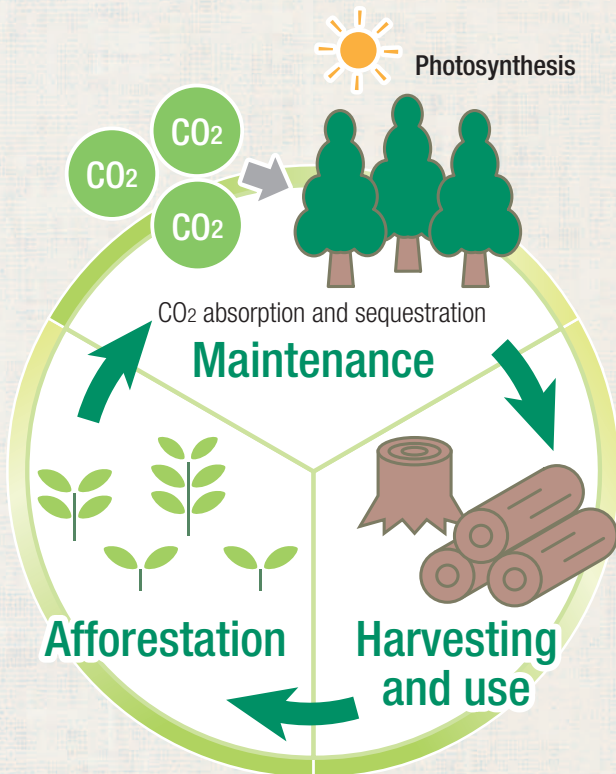 Photosynthesis
CO2
CO2
CO2
CO2 absorption and sequestration
Maintenance
Afforestation
Harvesting
and use